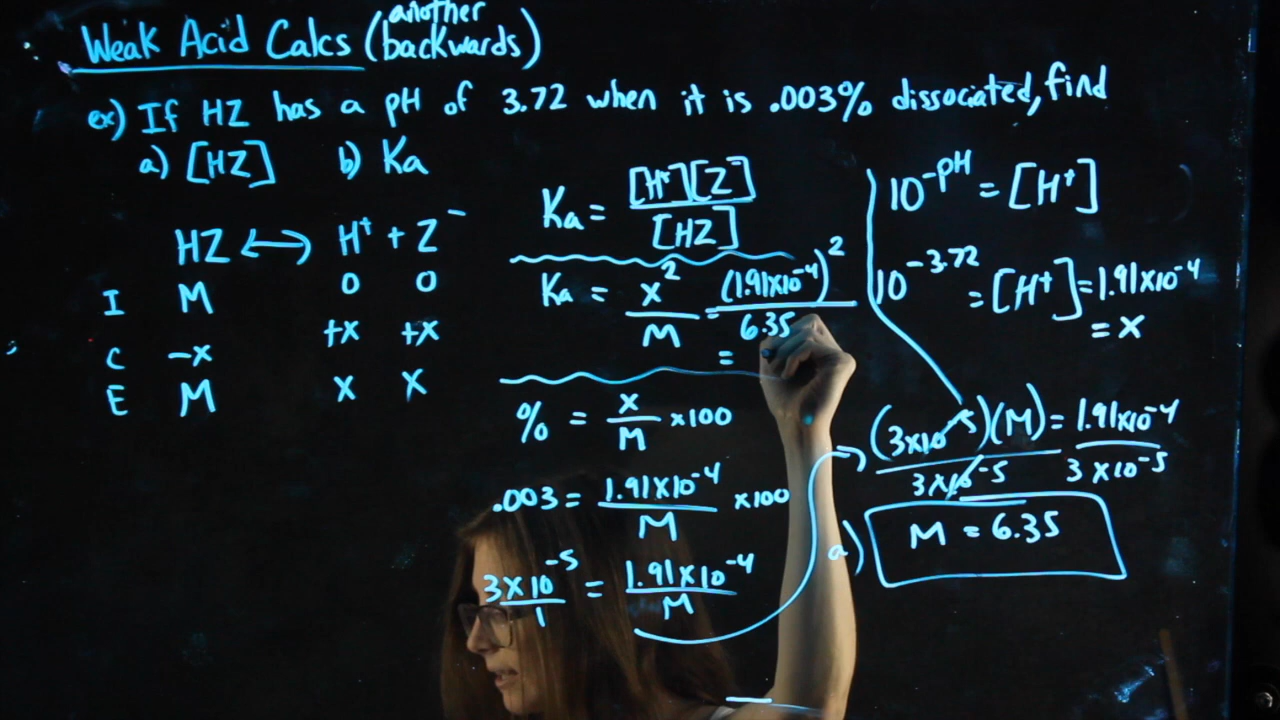 Weak Acid Calcs (another backwards)
ex) If HZ has a pH of 3.72 when it is .003% dissociated, find
a) [HZ] b) Ka
HZ ⟷ H⁺ + Z⁻
I M 0 0
C -x +x +x
E M x x
Ka = [H⁺][Z⁻] / [HZ]
Ka = x² / M = (1.91x10⁻⁴)² / 6.35
=
% = x / M x100
.003 = 1.91x10⁻⁴ / M x100
3x10⁻⁵ / 1 = 1.91x10⁻⁴ / M
10⁻ᵖᴴ = [H⁺]
10⁻³·⁷² = [H⁺] = 1.91x10⁻⁴
= x
(3x10⁻⁵)(M) / 3x10⁻⁵ = 1.91x10⁻⁴ / 3x10⁻⁵
a) M = 6.35